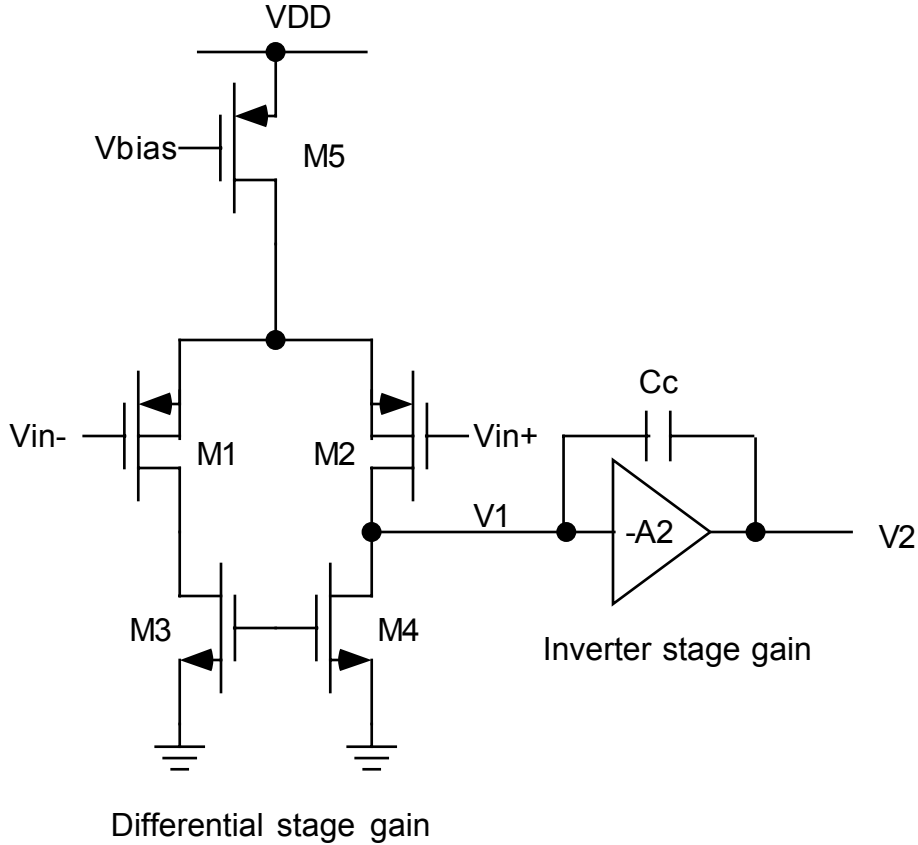 VDD
Vbias
M5
Cc
Vin-
M1
M2
Vin+
V1
-A2
V2
M3
M4
Inverter stage gain
Differential stage gain